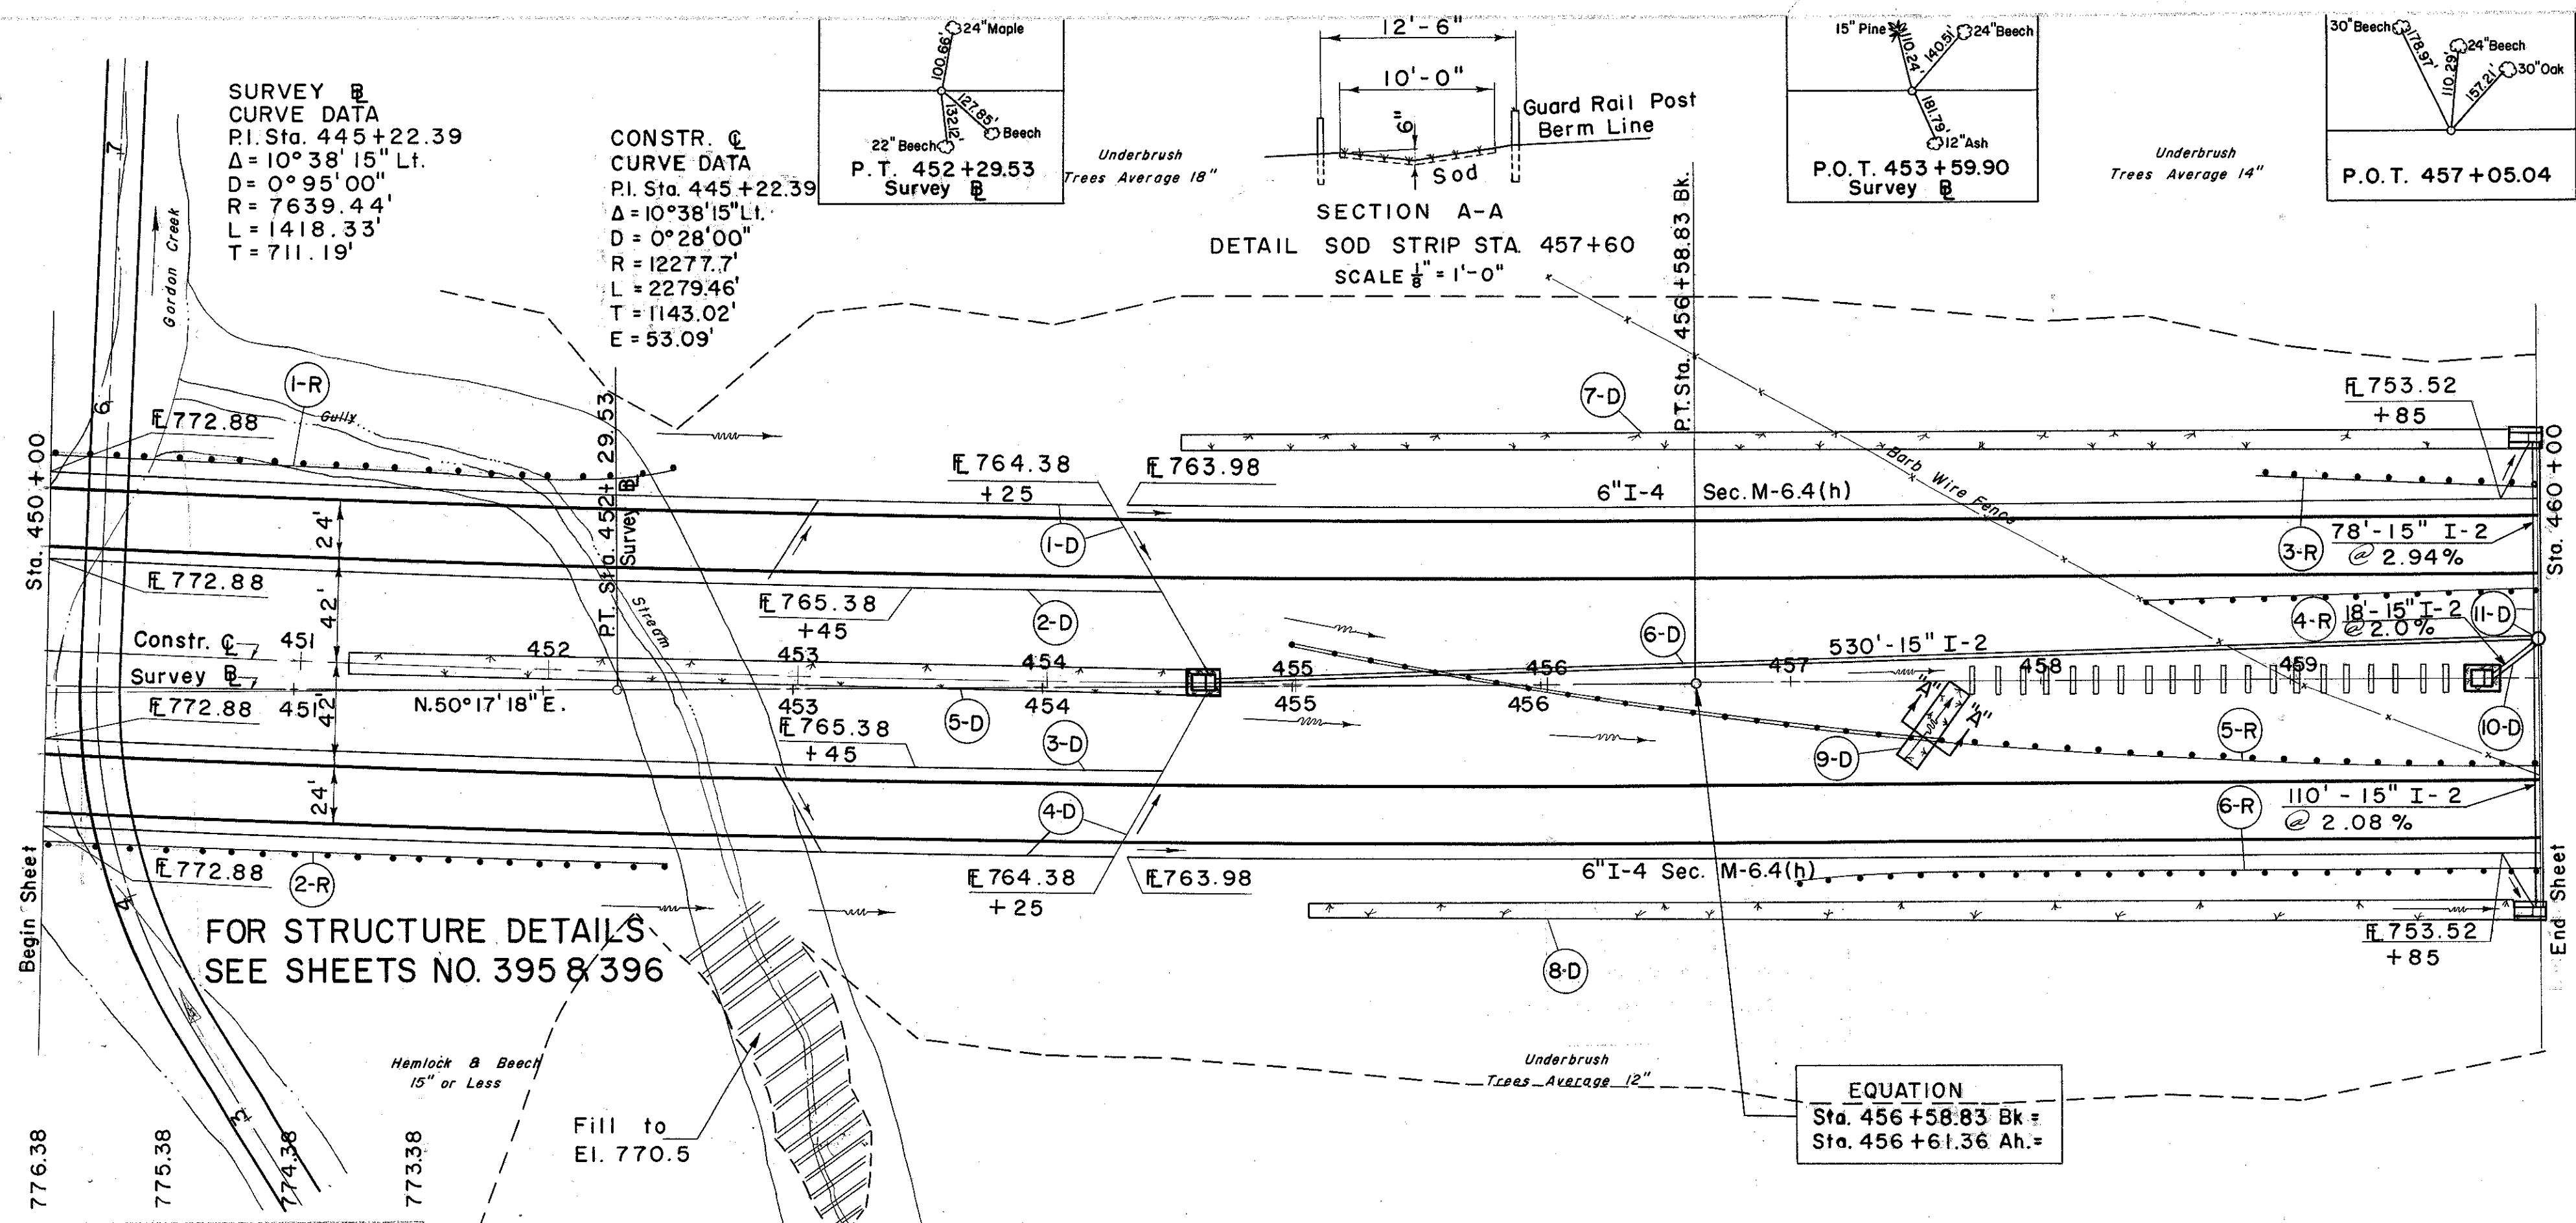 SURVEY BL
CURVE DATA
P.I. Sta. 445+22.39
Δ = 10° 38' 15" Lt.
D = 0° 95' 00"
R = 7639.44'
L = 1418.33'
T = 711.19'
CONSTR. CL
CURVE DATA
P.I. Sta. 445+22.39
Δ = 10°38'15" Lt.
D = 0°28'00"
R = 12277.7'
L = 2279.46'
T = 1143.02'
E = 53.09'
24" Maple
100.66'
127.85'
132.12'
Beech
22" Beech
P.T. 452+29.53
Survey BL
Underbrush
Trees Average 18"
12'-6"
10'-0"
6"
Guard Rail Post
Berm Line
Sod
SECTION A-A
DETAIL SOD STRIP STA. 457+60
SCALE 1/8" = 1'-0"
P.T. Sta. 456+58.83 Bk.
15" Pine
110.24'
140.51'
24" Beech
181.79'
12" Ash
P.O.T. 453+59.90
Survey BL
Underbrush
Trees Average 14"
30" Beech
178.97'
110.29'
24" Beech
157.21'
30" Oak
P.O.T. 457+05.04
Gordon Creek
7
6
4
3
1-R
Gully
FL 772.88
Sta. 450+00
24'
FL 772.88
42'
P.T. Sta. 452+29.53
Survey BL
Stream
FL 764.38
+25
FL 763.98
1-D
7-D
6" I-4 Sec. M-6.4(h)
Barb Wire Fence
FL 753.52
+85
Sta. 460+00
3-R
78'-15" I-2
@ 2.94%
FL 765.38
+45
2-D
6-D
530'-15" I-2
4-R
18'-15" I-2
@ 2.0%
11-D
Constr. CL
451
452
453
454
455
456
457
458
459
Survey BL
451
453
454
455
456
N.50°17'18" E.
FL 772.88
42'
5-D
FL 765.38
+45
3-D
"A"
"A"
9-D
5-R
10-D
24'
4-D
6-R
110'-15" I-2
@ 2.08%
FL 772.88
2-R
FL 764.38
+25
FL 763.98
6" I-4 Sec. M-6.4(h)
8-D
FL 753.52
+85
Begin Sheet
End Sheet
FOR STRUCTURE DETAILS
SEE SHEETS NO. 395 & 396
Hemlock & Beech
15" or Less
Fill to
El. 770.5
Underbrush
Trees Average 12"
EQUATION
Sta. 456+58.83 Bk =
Sta. 456+61.36 Ah.=
776.38
775.38
774.38
773.38